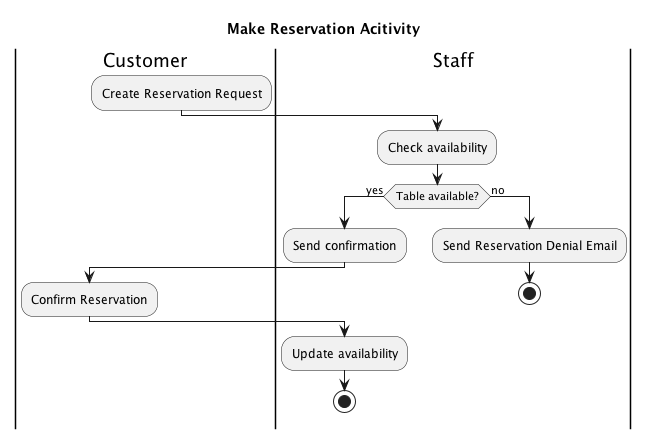 Make Reservation Acitivity
Customer
Staff
Create Reservation Request
Check availability
yes
Table available?
no
Send confirmation
Send Reservation Denial Email
Confirm Reservation
Update availability